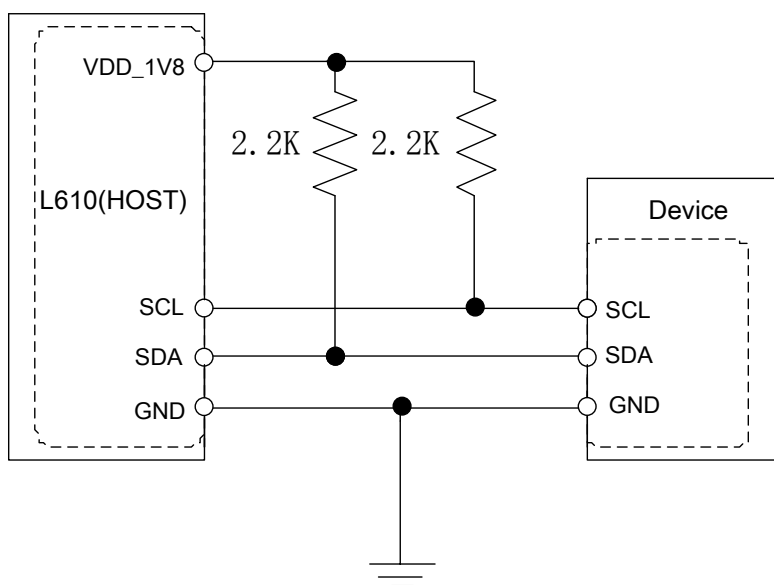 VDD_1V8
2.2K
2.2K
L610(HOST)
Device
SCL
SCL
SDA
SDA
GND
GND